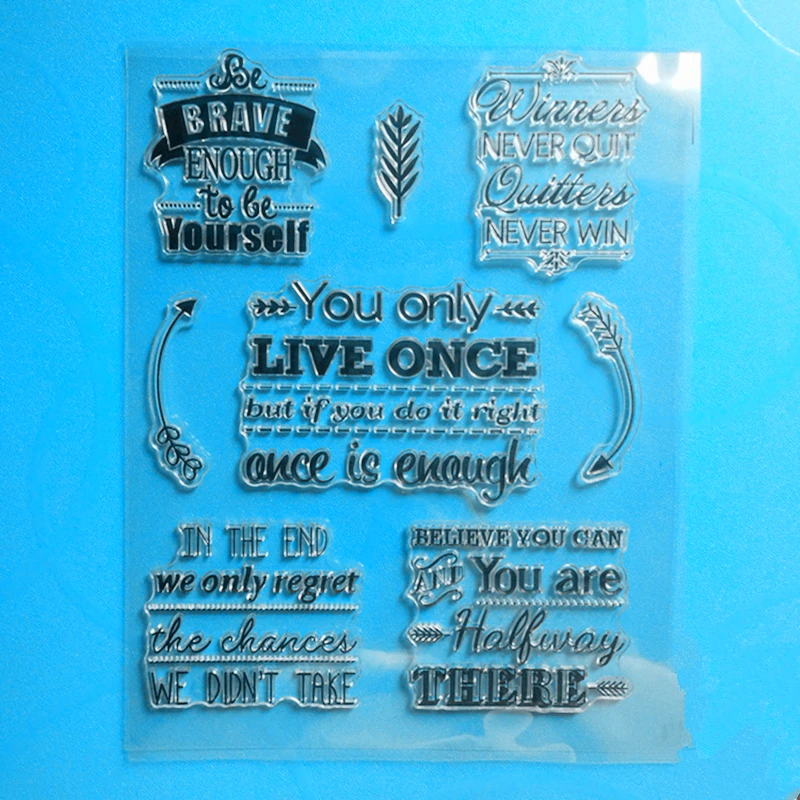 Be
BRAVE
ENOUGH
to be
Yourself
Winners
NEVER QUIT
Quitters
NEVER WIN
You only
LIVE ONCE
but if you do it right
once is enough
IN THE END
we only regret
the chances
WE DIDN'T TAKE
BELIEVE YOU CAN
AND You are
Halfway
THERE